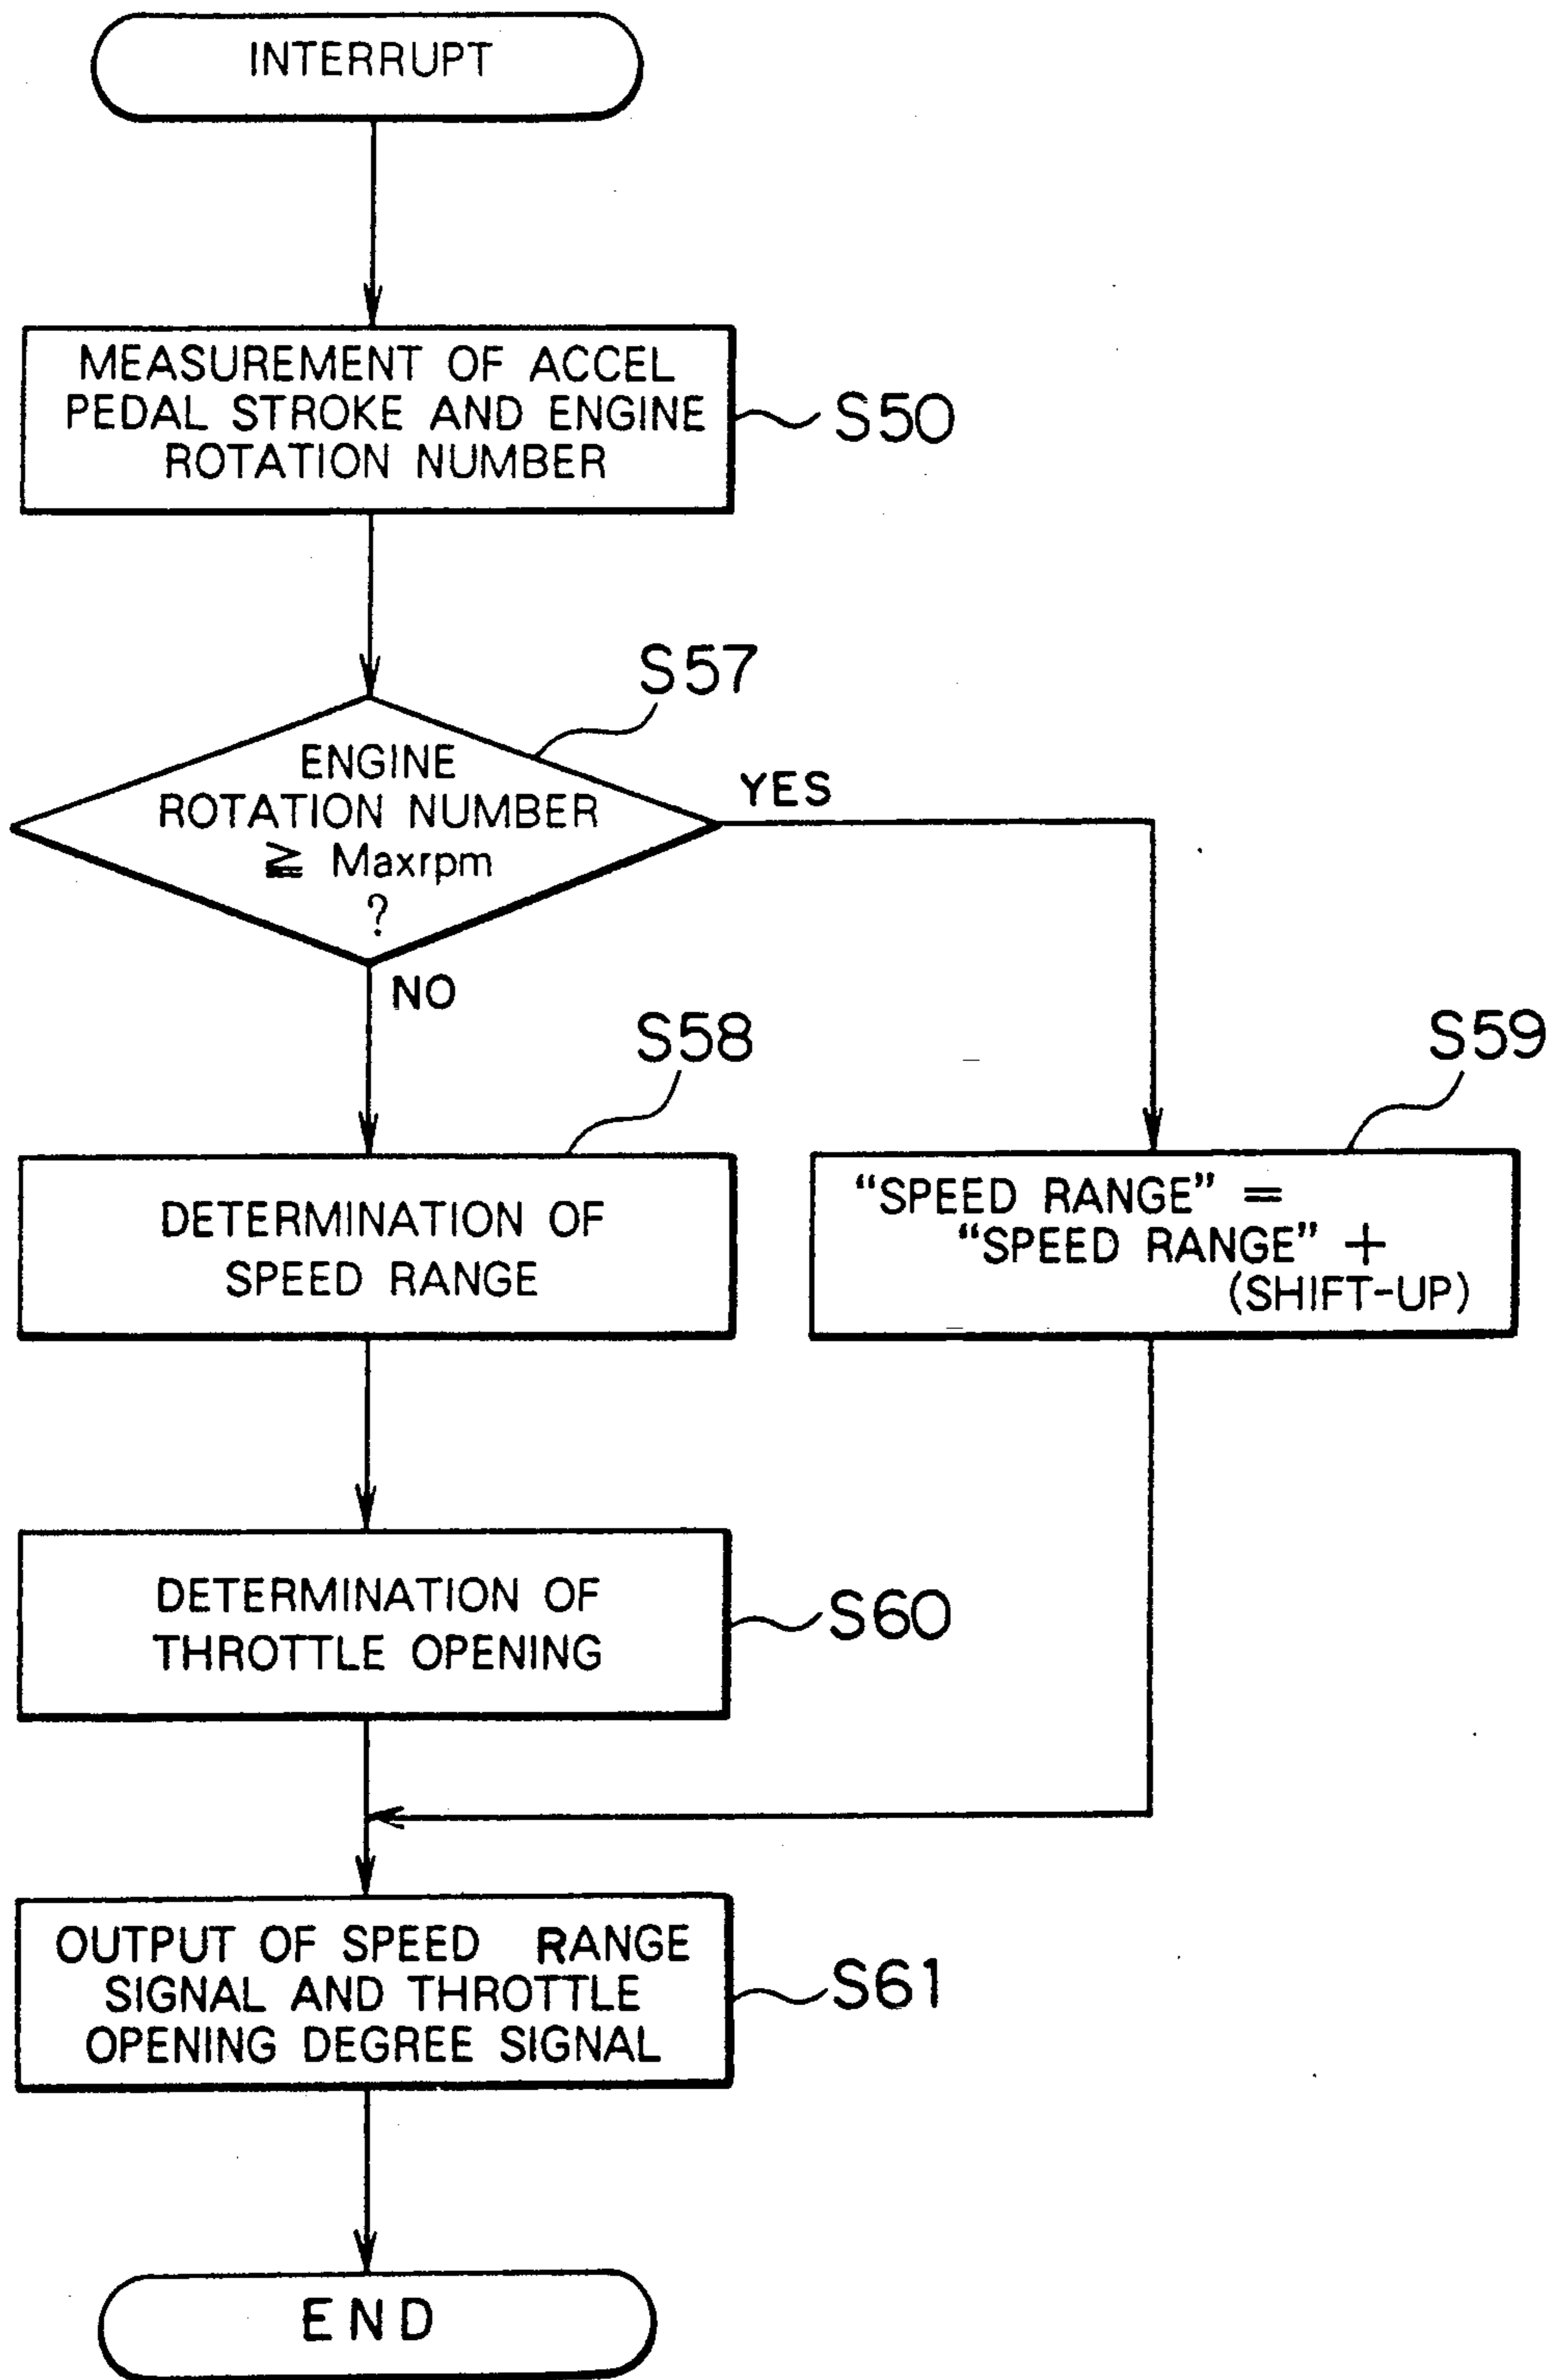 INTERRUPT
MEASUREMENT OF ACCEL
PEDAL STROKE AND ENGINE
ROTATION NUMBER
S50
S57
ENGINE
ROTATION NUMBER
≧ Maxrpm
?
YES
NO
S58
DETERMINATION OF
SPEED RANGE
S59
“SPEED RANGE” =
“SPEED RANGE” +
(SHIFT-UP)
DETERMINATION OF
THROTTLE OPENING
S60
OUTPUT OF SPEED RANGE
SIGNAL AND THROTTLE
OPENING DEGREE SIGNAL
S61
END